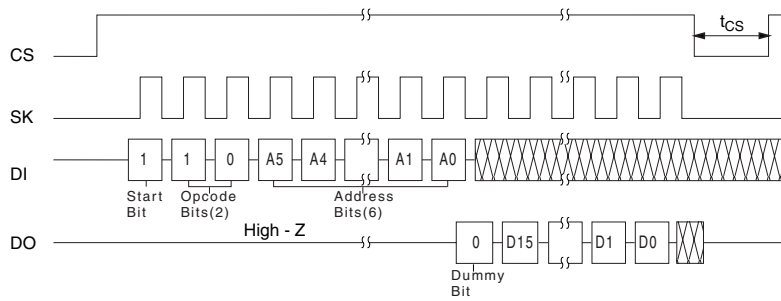 tCS
CS
SK
DI
1 1 0 A5 A4 A1 A0
Start Bit
Opcode Bits(2)
Address Bits(6)
High - Z
DO
0 D15 D1 D0
Dummy Bit